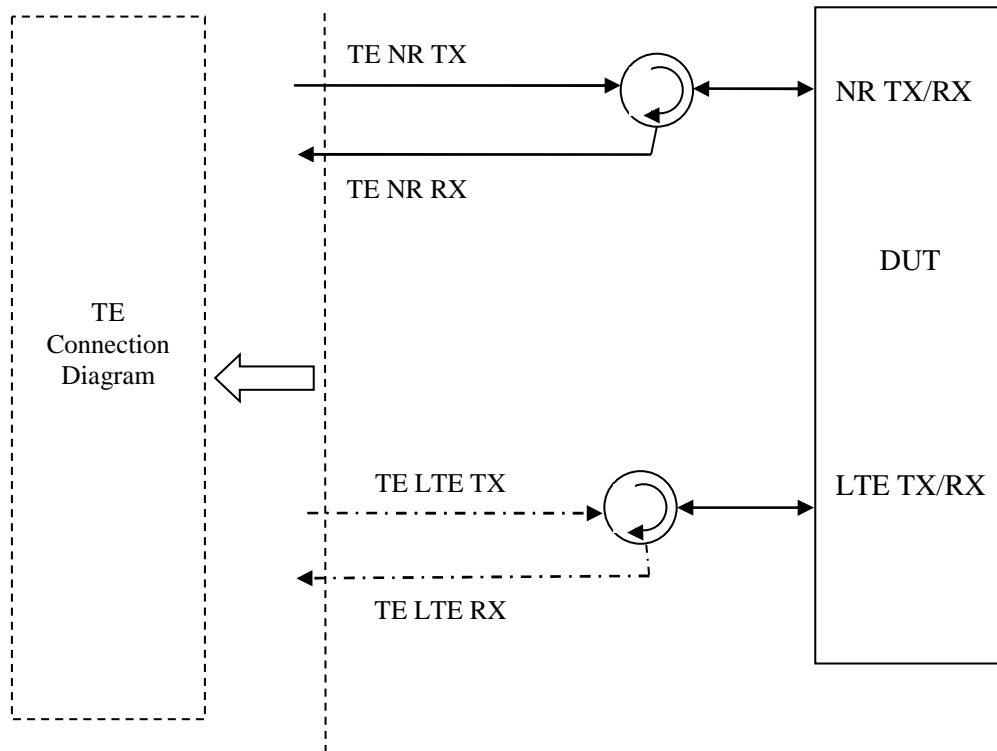 TE NR TX
NR TX/RX
TE NR RX
DUT
TE
Connection
Diagram
TE LTE TX
LTE TX/RX
TE LTE RX